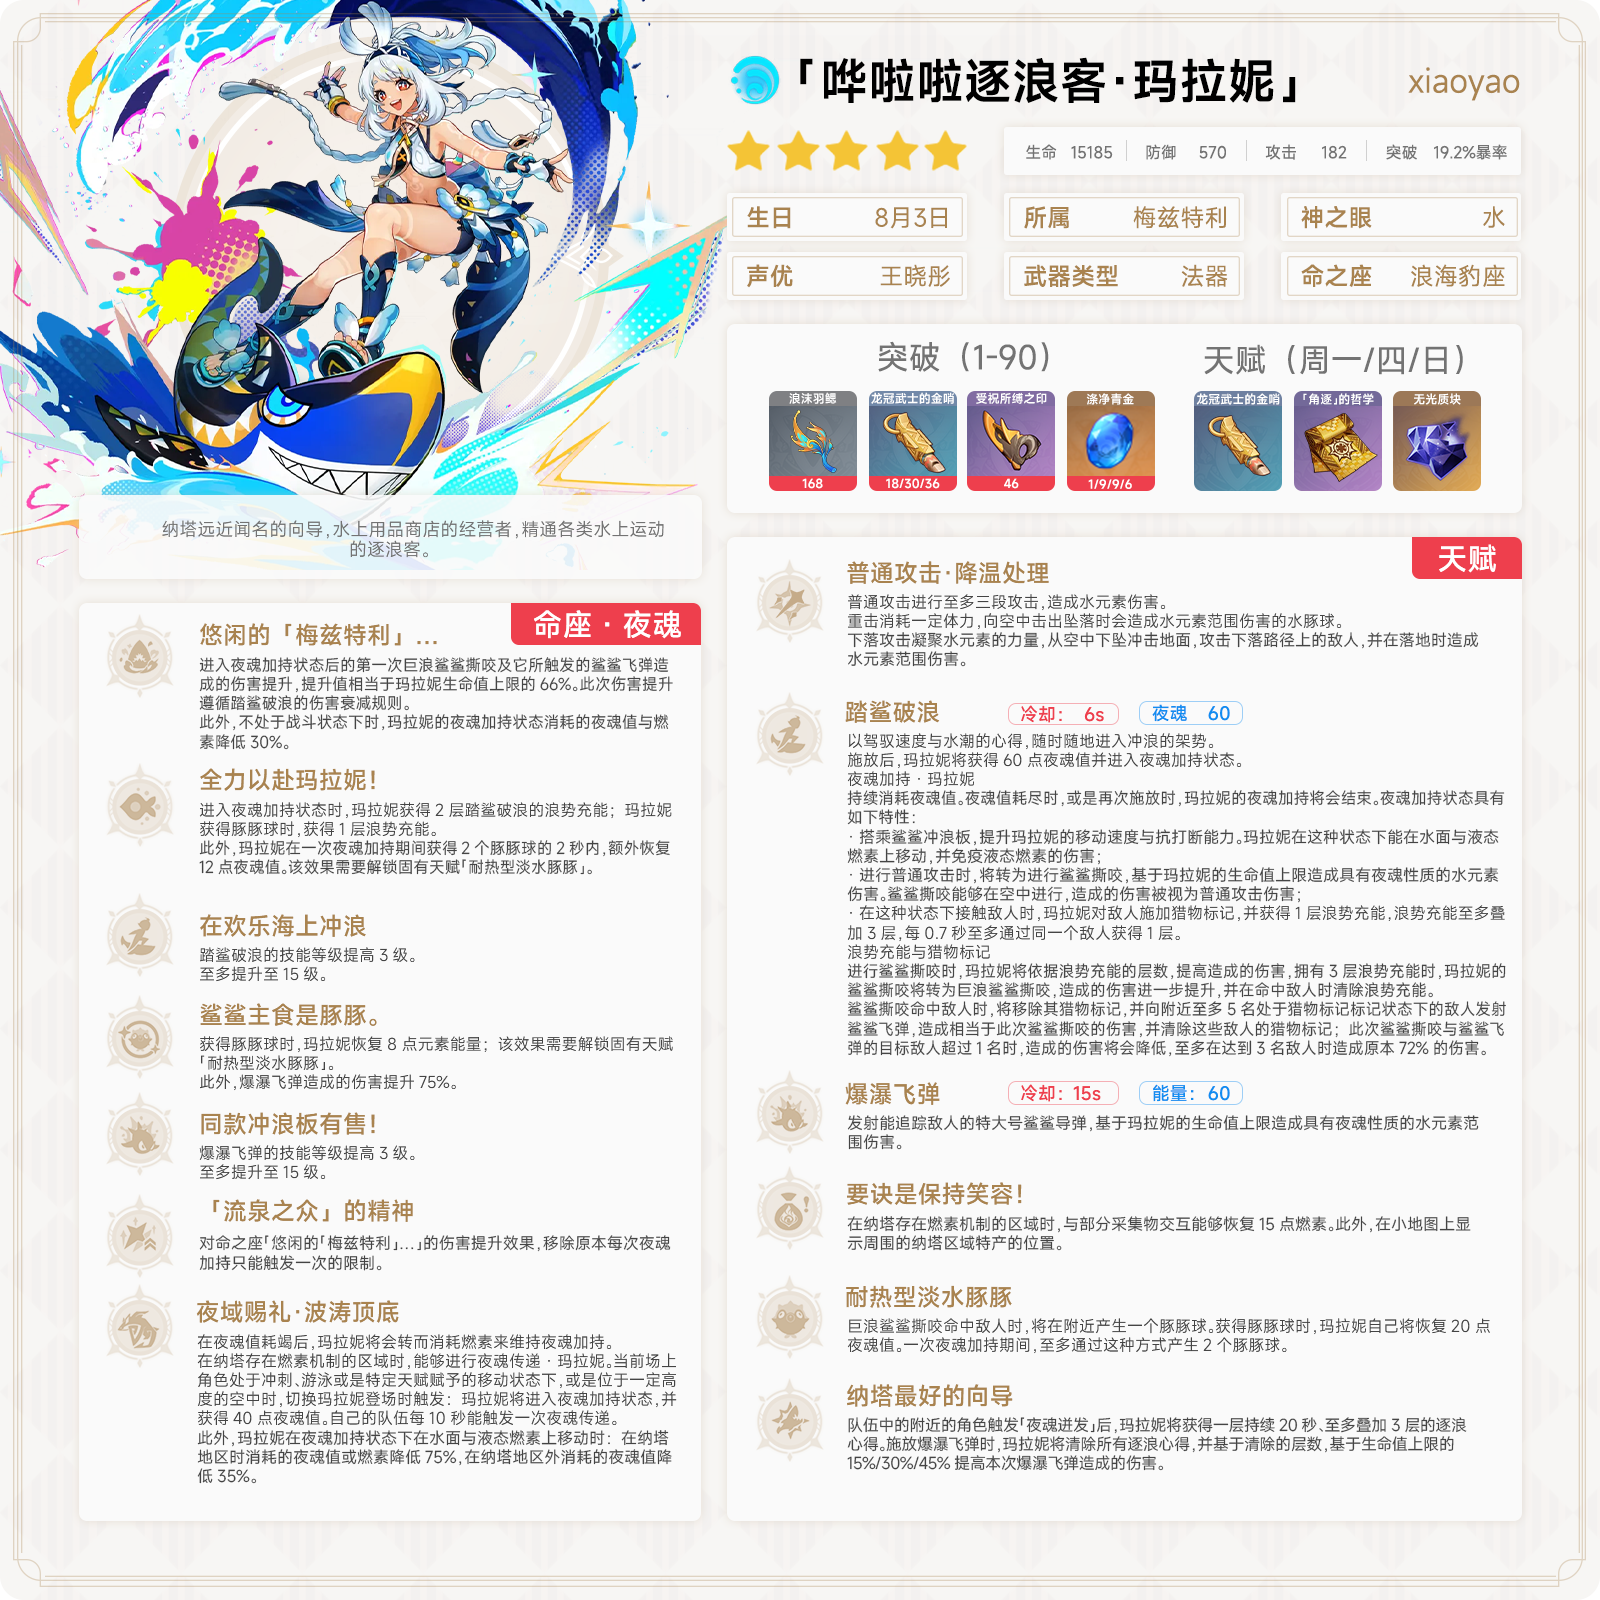 「哗啦啦逐浪客·玛拉妮」
xiaoyao
生命 15185 防御 570 攻击 182 突破 19.2%暴率
生日 8月3日
所属 梅兹特利
神之眼 水
声优 王晓彤
武器类型 法器
命之座 浪海豹座
突破（1-90）
天赋（周一/四/日）
浪沫羽鳃
168
龙冠武士的金哨
18/30/36
受祝所缚之印
46
涤净青金
1/9/9/6
龙冠武士的金哨
「角逐」的哲学
无光质块
纳塔远近闻名的向导,水上用品商店的经营者,精通各类水上运动
的逐浪客。
命座·夜魂
悠闲的「梅兹特利」...
进入夜魂加持状态后的第一次巨浪鲨鲨撕咬及它所触发的鲨鲨飞弹造
成的伤害提升,提升值相当于玛拉妮生命值上限的 66%。此次伤害提升
遵循踏鲨破浪的伤害衰减规则。
此外,不处于战斗状态下时,玛拉妮的夜魂加持状态消耗的夜魂值与燃
素降低 30%。
全力以赴玛拉妮！
进入夜魂加持状态时,玛拉妮获得 2 层踏鲨破浪的浪势充能；玛拉妮
获得豚豚球时,获得 1 层浪势充能。
此外,玛拉妮在一次夜魂加持期间获得 2 个豚豚球的 2 秒内,额外恢复
12 点夜魂值。该效果需要解锁固有天赋「耐热型淡水豚豚」。
在欢乐海上冲浪
踏鲨破浪的技能等级提高 3 级。
至多提升至 15 级。
鲨鲨主食是豚豚。
获得豚豚球时,玛拉妮恢复 8 点元素能量；该效果需要解锁固有天赋
「耐热型淡水豚豚」。
此外,爆瀑飞弹造成的伤害提升 75%。
同款冲浪板有售！
爆瀑飞弹的技能等级提高 3 级。
至多提升至 15 级。
「流泉之众」的精神
对命之座「悠闲的「梅兹特利」...」的伤害提升效果,移除原本每次夜魂
加持只能触发一次的限制。
夜域赐礼·波涛顶底
在夜魂值耗竭后,玛拉妮将会转而消耗燃素来维持夜魂加持。
在纳塔存在燃素机制的区域时,能够进行夜魂传递·玛拉妮。当前场上
角色处于冲刺、游泳或是特定天赋赋予的移动状态下,或是位于一定高
度的空中时,切换玛拉妮登场时触发：玛拉妮将进入夜魂加持状态,并
获得 40 点夜魂值。自己的队伍每 10 秒能触发一次夜魂传递。
此外,玛拉妮在夜魂加持状态下在水面与液态燃素上移动时：在纳塔
地区时消耗的夜魂值或燃素降低 75%,在纳塔地区外消耗的夜魂值降
低 35%。
天赋
普通攻击·降温处理
普通攻击进行至多三段攻击,造成水元素伤害。
重击消耗一定体力,向空中击出坠落时会造成水元素范围伤害的水豚球。
下落攻击凝聚水元素的力量,从空中下坠冲击地面,攻击下落路径上的敌人,并在落地时造成
水元素范围伤害。
踏鲨破浪 冷却： 6s 夜魂 60
以驾驭速度与水潮的心得,随时随地进入冲浪的架势。
施放后,玛拉妮将获得 60 点夜魂值并进入夜魂加持状态。
夜魂加持·玛拉妮
持续消耗夜魂值。夜魂值耗尽时,或是再次施放时,玛拉妮的夜魂加持将会结束。夜魂加持状态具有
如下特性：
·搭乘鲨鲨冲浪板,提升玛拉妮的移动速度与抗打断能力。玛拉妮在这种状态下能在水面与液态
燃素上移动,并免疫液态燃素的伤害；
·进行普通攻击时,将转为进行鲨鲨撕咬,基于玛拉妮的生命值上限造成具有夜魂性质的水元素
伤害。鲨鲨撕咬能够在空中进行,造成的伤害被视为普通攻击伤害；
·在这种状态下接触敌人时,玛拉妮对敌人施加猎物标记,并获得 1 层浪势充能,浪势充能至多叠
加 3 层,每 0.7 秒至多通过同一个敌人获得 1 层。
浪势充能与猎物标记
进行鲨鲨撕咬时,玛拉妮将依据浪势充能的层数,提高造成的伤害,拥有 3 层浪势充能时,玛拉妮的
鲨鲨撕咬将转为巨浪鲨鲨撕咬,造成的伤害进一步提升,并在命中敌人时清除浪势充能。
鲨鲨撕咬命中敌人时,将移除其猎物标记,并向附近至多 5 名处于猎物标记标记状态下的敌人发射
鲨鲨飞弹,造成相当于此次鲨鲨撕咬的伤害,并清除这些敌人的猎物标记；此次鲨鲨撕咬与鲨鲨飞
弹的目标敌人超过 1 名时,造成的伤害将会降低,至多在达到 3 名敌人时造成原本 72% 的伤害。
爆瀑飞弹 冷却：15s 能量：60
发射能追踪敌人的特大号鲨鲨导弹,基于玛拉妮的生命值上限造成具有夜魂性质的水元素范
围伤害。
要诀是保持笑容！
在纳塔存在燃素机制的区域时,与部分采集物交互能够恢复 15 点燃素。此外,在小地图上显
示周围的纳塔区域特产的位置。
耐热型淡水豚豚
巨浪鲨鲨撕咬命中敌人时,将在附近产生一个豚豚球。获得豚豚球时,玛拉妮自己将恢复 20 点
夜魂值。一次夜魂加持期间,至多通过这种方式产生 2 个豚豚球。
纳塔最好的向导
队伍中的附近的角色触发「夜魂迸发」后,玛拉妮将获得一层持续 20 秒、至多叠加 3 层的逐浪
心得。施放爆瀑飞弹时,玛拉妮将清除所有逐浪心得,并基于清除的层数,基于生命值上限的
15%/30%/45% 提高本次爆瀑飞弹造成的伤害。